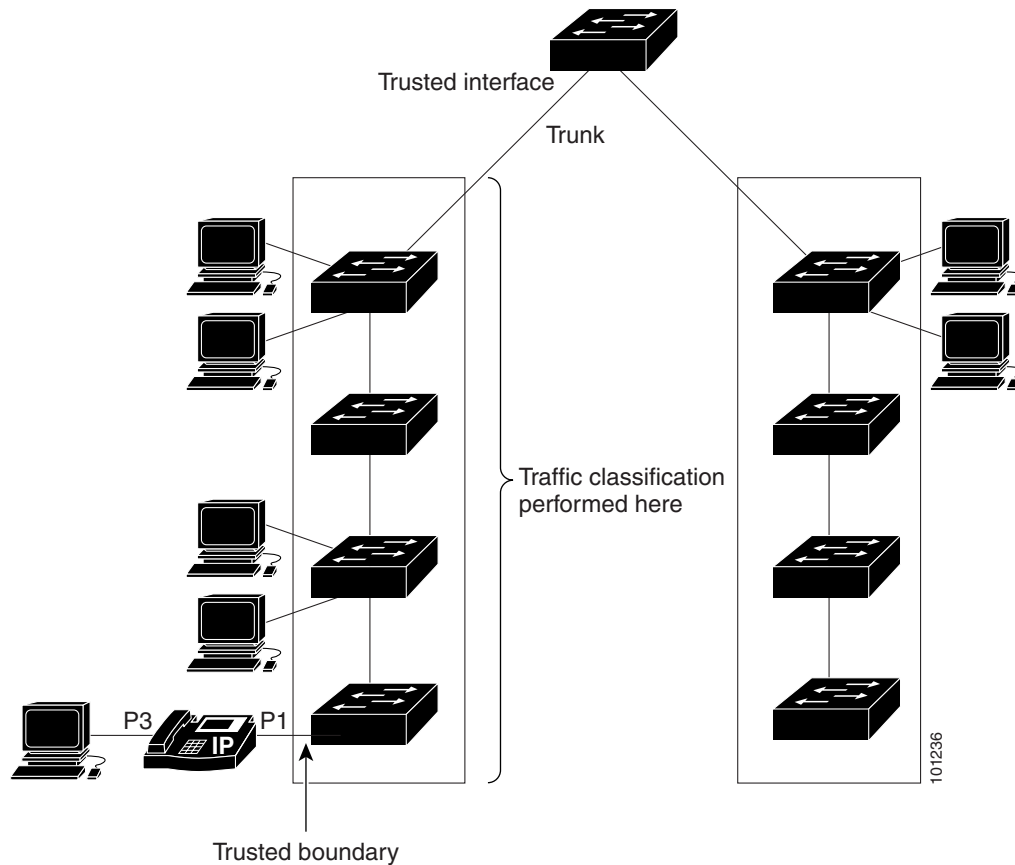 Trusted interface
Trunk
Traffic classification
performed here
P3
IP
P1
101236
Trusted boundary